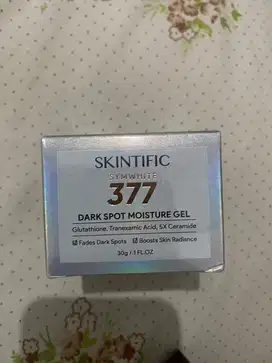 SKINTIFIC
SYMWHITE
377
DARK SPOT MOISTURE GEL
Glutathione, Tranexamic Acid, 5X Ceramide
☑ Fades Dark Spots ☑ Boosts Skin Radiance
30g / 1 FL.OZ